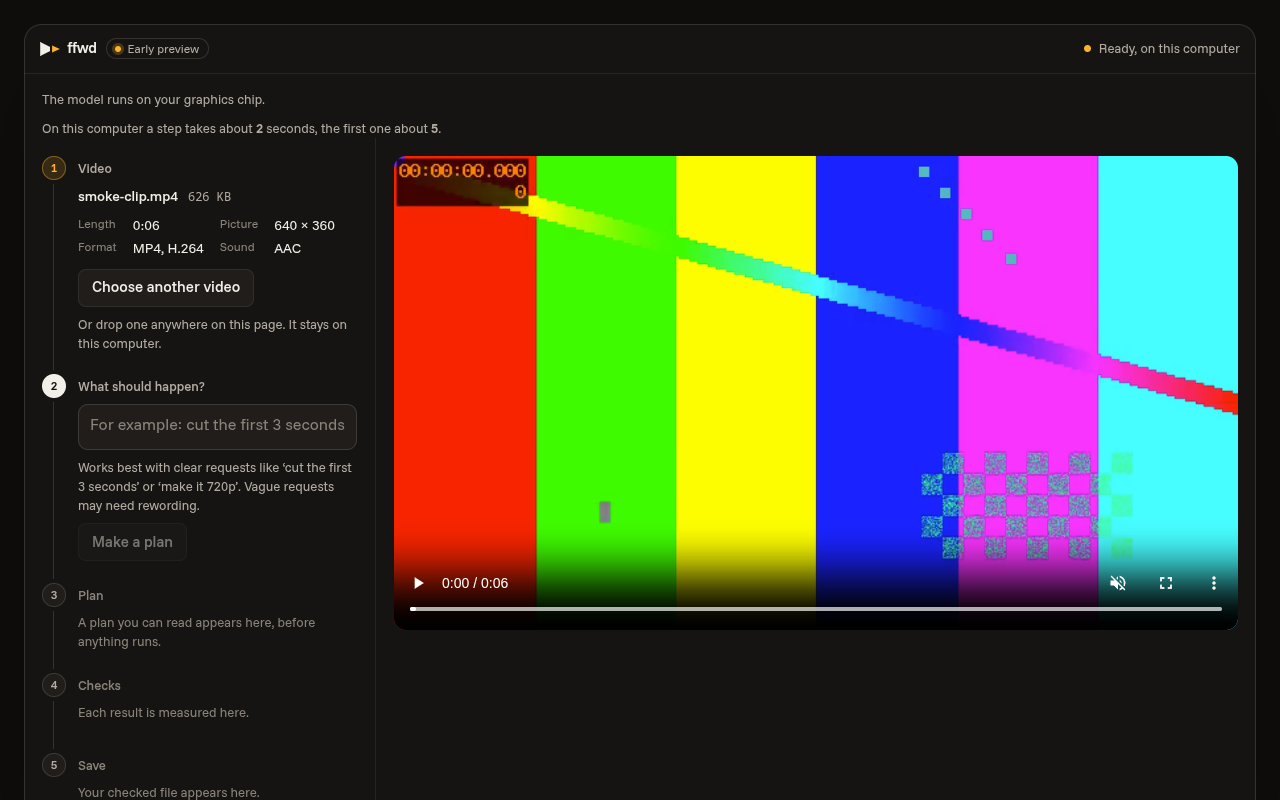 ffwd
Early preview
Ready, on this computer
The model runs on your graphics chip.
On this computer a step takes about 2 seconds, the first one about 5.
1 Video
smoke-clip.mp4 626 KB
Length 0:06 Picture 640 × 360
Format MP4, H.264 Sound AAC
Choose another video
Or drop one anywhere on this page. It stays on
this computer.
2 What should happen?
For example: cut the first 3 seconds
Works best with clear requests like ‘cut the first
3 seconds’ or ‘make it 720p’. Vague requests
may need rewording.
Make a plan
3 Plan
A plan you can read appears here, before
anything runs.
4 Checks
Each result is measured here.
5 Save
Your checked file appears here.
00:00:00.000
0
0:00 / 0:06